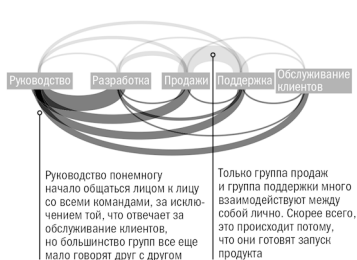 Руководство
Разработка
Продажи
Поддержка
Обслуживание
клиентов
Руководство понемногу
начало общаться лицом к лицу
со всеми командами, за исклю-
чением той, что отвечает за
обслуживание клиентов,
но большинство групп все еще
мало говорят друг с другом
Только группа продаж
и группа поддержки много
взаимодействуют между
собой лично. Скорее всего,
это происходит потому,
что они готовят запуск
продукта